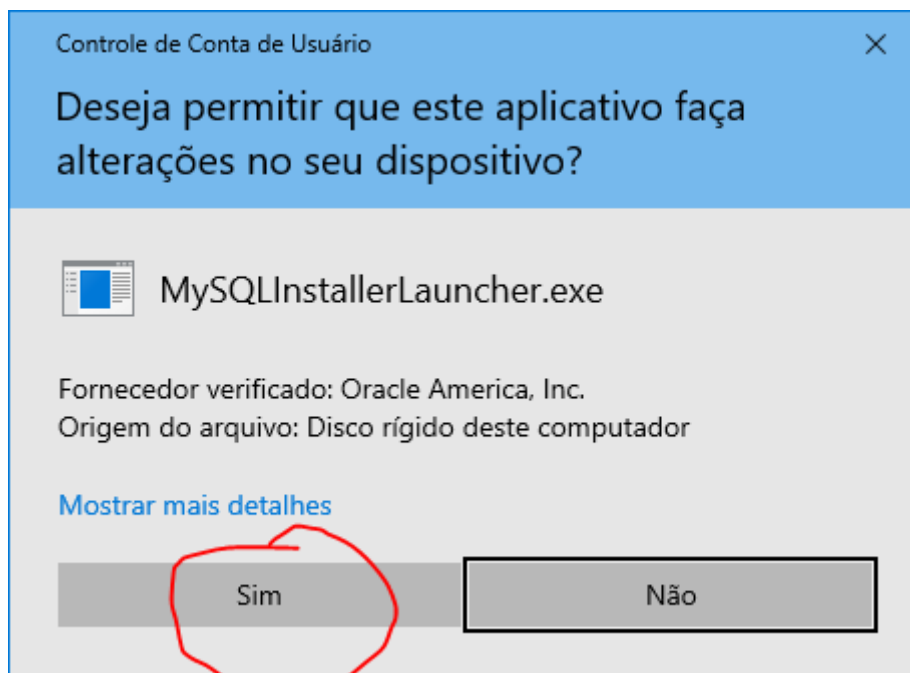 Controle de Conta de Usuário
Deseja permitir que este aplicativo faça
alterações no seu dispositivo?
MySQLInstallerLauncher.exe
Fornecedor verificado: Oracle America, Inc.
Origem do arquivo: Disco rígido deste computador
Mostrar mais detalhes
Sim
Não